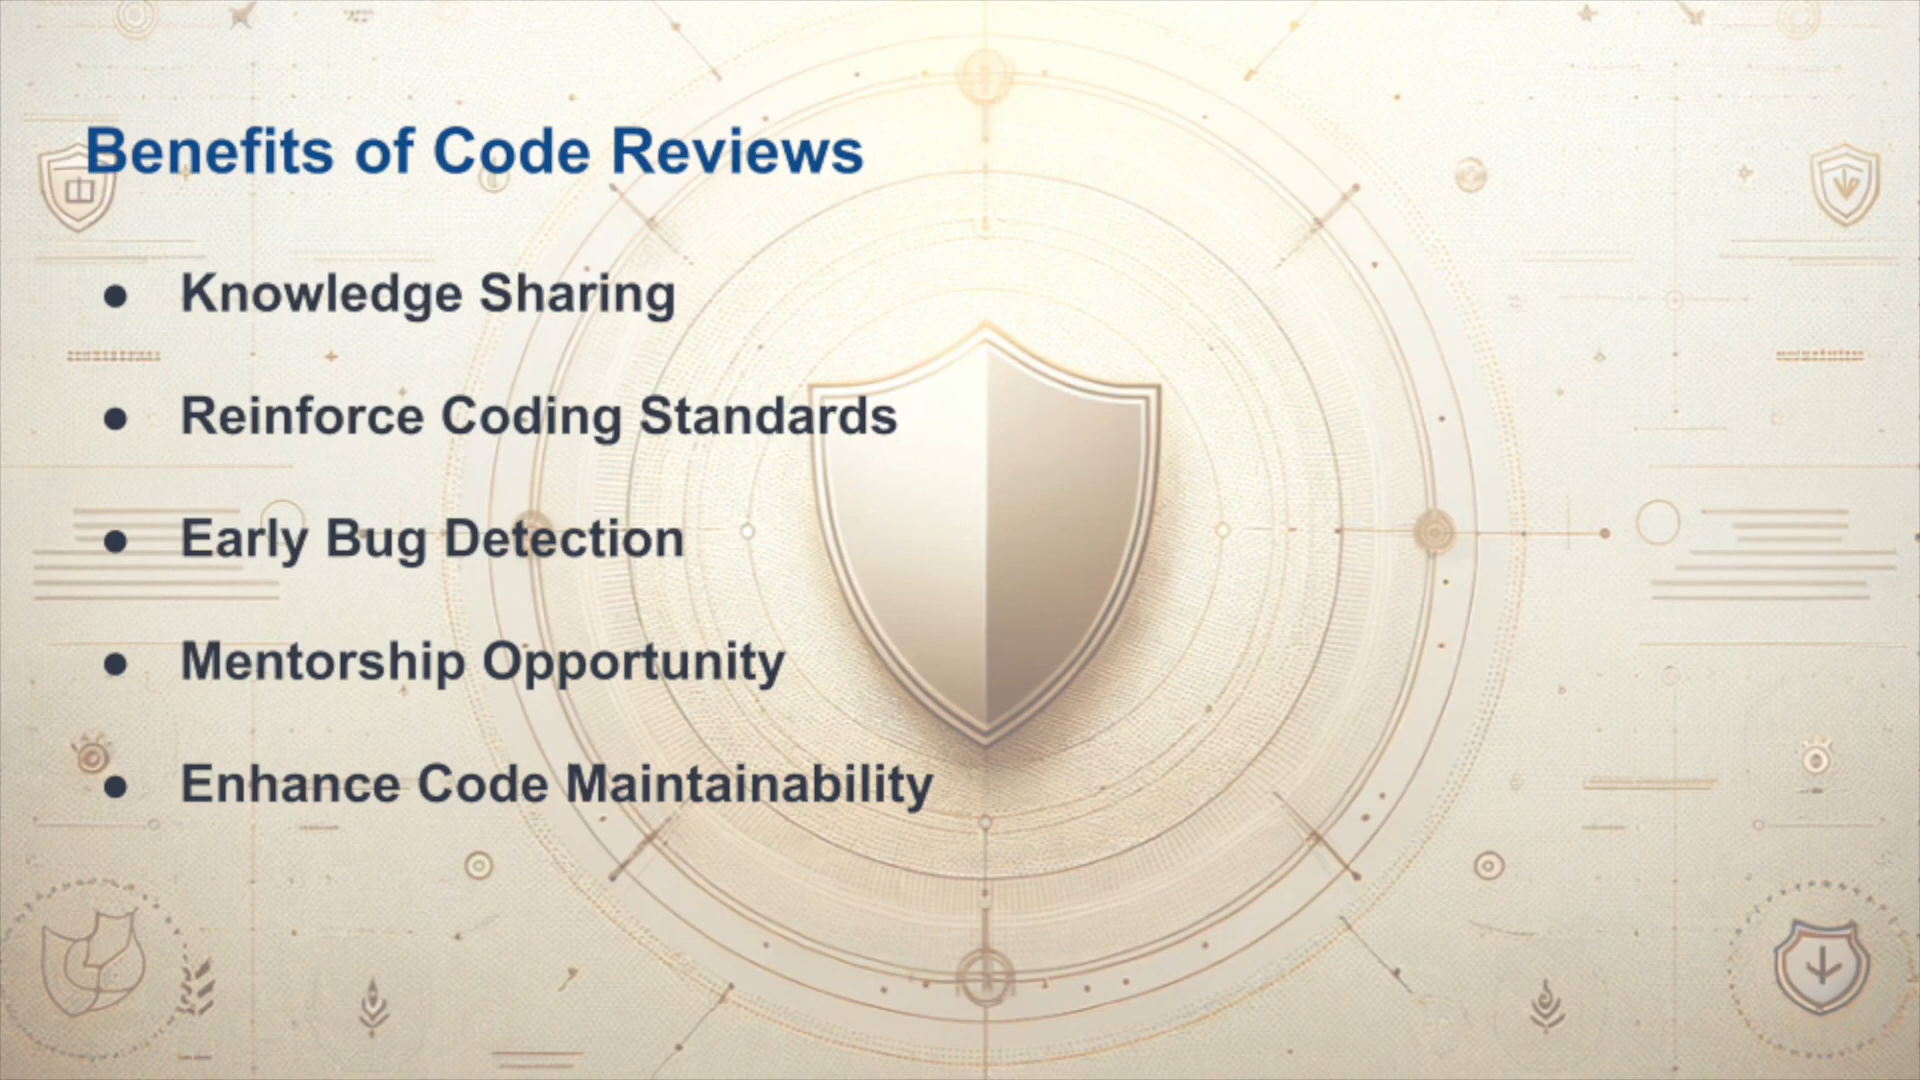 Benefits of Code Reviews
● Knowledge Sharing
● Reinforce Coding Standards
● Early Bug Detection
● Mentorship Opportunity
● Enhance Code Maintainability